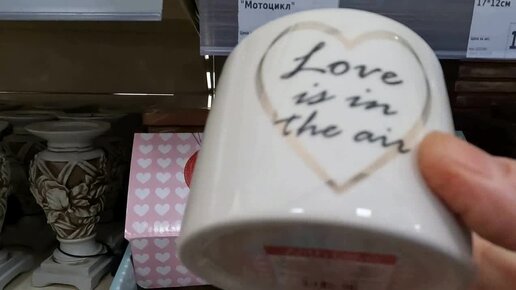 "Мотоцикл"
17*12см
Love
is in
the air